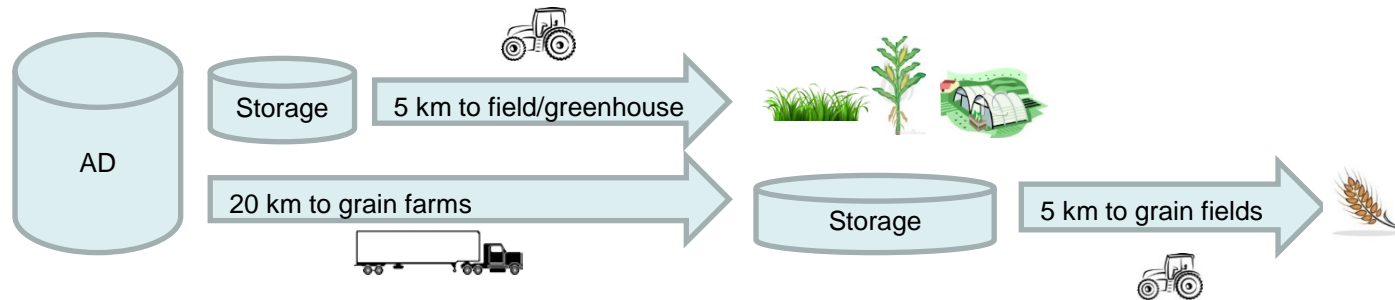 Storage
5 km to field/greenhouse
AD
20 km to grain farms
Storage
5 km to grain fields